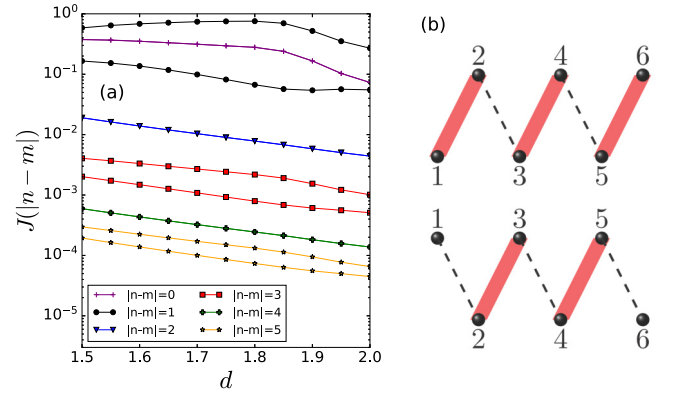 10^0
10^{-1}
10^{-2}
10^{-3}
10^{-4}
10^{-5}
J(|n − m|)
(a)
|n-m|=0
|n-m|=1
|n-m|=2
|n-m|=3
|n-m|=4
|n-m|=5
1.5 1.6 1.7 1.8 1.9 2.0
d
(b)
2 4 6
1 3 5
1 3 5
2 4 6